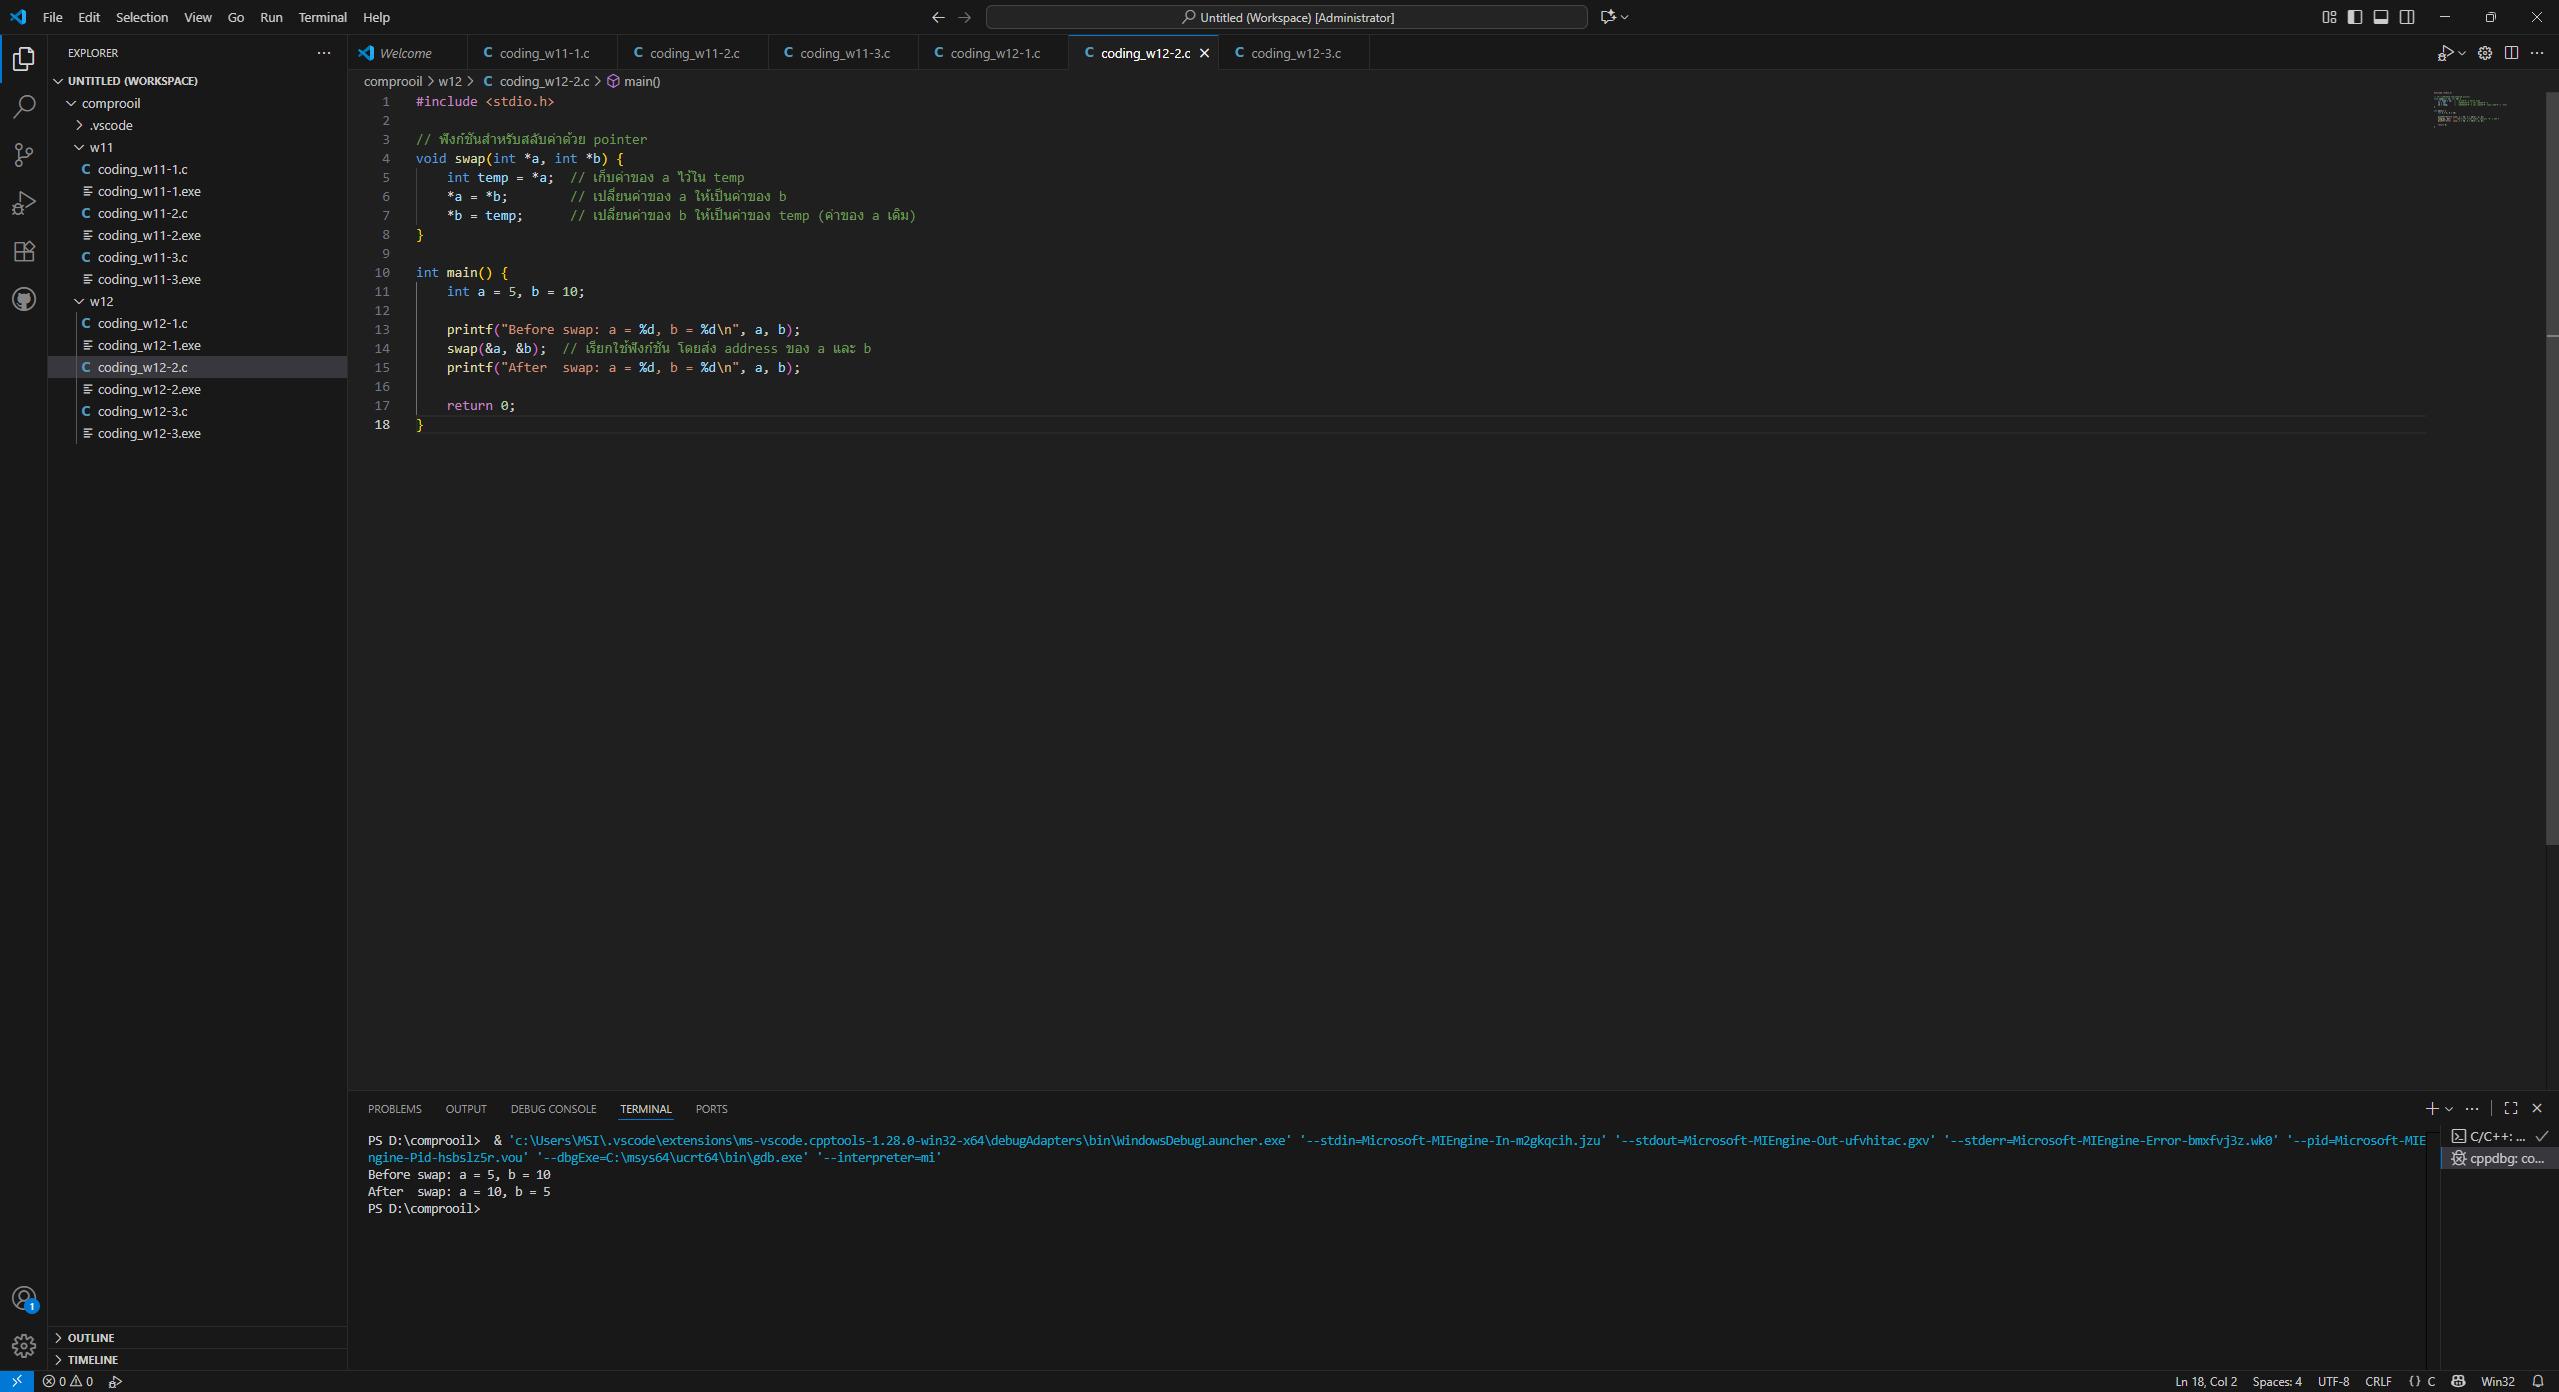 File Edit Selection View Go Run Terminal Help
Untitled (Workspace) [Administrator]
EXPLORER
UNTITLED (WORKSPACE)
comprooil
.vscode
w11
C coding_w11-1.c
coding_w11-1.exe
C coding_w11-2.c
coding_w11-2.exe
C coding_w11-3.c
coding_w11-3.exe
w12
C coding_w12-1.c
coding_w12-1.exe
C coding_w12-2.c
coding_w12-2.exe
C coding_w12-3.c
coding_w12-3.exe
OUTLINE
TIMELINE
Welcome C coding_w11-1.c C coding_w11-2.c C coding_w11-3.c C coding_w12-1.c C coding_w12-2.c C coding_w12-3.c
comprooil > w12 > C coding_w12-2.c > main()
1 #include <stdio.h>
2
3 // ฟังก์ชันสำหรับสลับค่าด้วย pointer
4 void swap(int *a, int *b) {
5 int temp = *a; // เก็บค่าของ a ไว้ใน temp
6 *a = *b; // เปลี่ยนค่าของ a ให้เป็นค่าของ b
7 *b = temp; // เปลี่ยนค่าของ b ให้เป็นค่าของ temp (ค่าของ a เดิม)
8 }
9
10 int main() {
11 int a = 5, b = 10;
12
13 printf("Before swap: a = %d, b = %d\n", a, b);
14 swap(&a, &b); // เรียกใช้ฟังก์ชัน โดยส่ง address ของ a และ b
15 printf("After  swap: a = %d, b = %d\n", a, b);
16
17 return 0;
18 }
PROBLEMS OUTPUT DEBUG CONSOLE TERMINAL PORTS
PS D:\comprooil>  & 'c:\Users\MSI\.vscode\extensions\ms-vscode.cpptools-1.28.0-win32-x64\debugAdapters\bin\WindowsDebugLauncher.exe' '--stdin=Microsoft-MIEngine-In-m2gkqcih.jzu' '--stdout=Microsoft-MIEngine-Out-ufvhitac.gxv' '--stderr=Microsoft-MIEngine-Error-bmxfvj3z.wk0' '--pid=Microsoft-MIE
ngine-Pid-hsbslz5r.vou' '--dbgExe=C:\msys64\ucrt64\bin\gdb.exe' '--interpreter=mi'
Before swap: a = 5, b = 10
After  swap: a = 10, b = 5
PS D:\comprooil>
C/C++: ...
cppdbg: co...
1
0 0
Ln 18, Col 2 Spaces: 4 UTF-8 CRLF {} C Win32